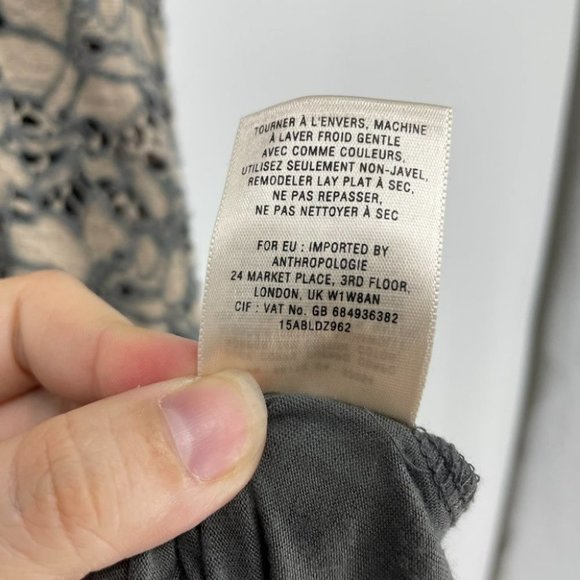 TOURNER À L'ENVERS, MACHINE
À LAVER FROID GENTLE
AVEC COMME COULEURS,
UTILISEZ SEULEMENT NON-JAVEL,
REMODELER LAY PLAT À SEC,
NE PAS REPASSER,
NE PAS NETTOYER À SEC
FOR EU : IMPORTED BY
ANTHROPOLOGIE
24 MARKET PLACE, 3RD FLOOR,
LONDON, UK W1W8AN
CIF : VAT No. GB 684936382
15ABLDZ962